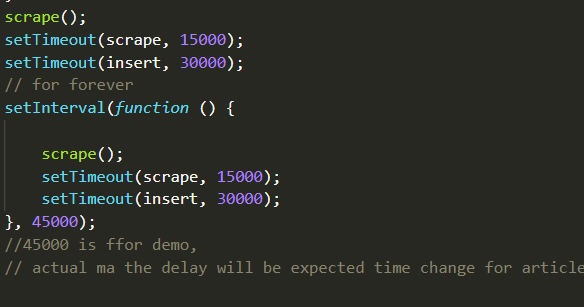 scrape();
setTimeout(scrape, 15000);
setTimeout(insert, 30000);
// for forever
setInterval(function () {
scrape();
setTimeout(scrape, 15000);
setTimeout(insert, 30000);
}, 45000);
//45000 is ffor demo,
// actual ma the delay will be expected time change for article